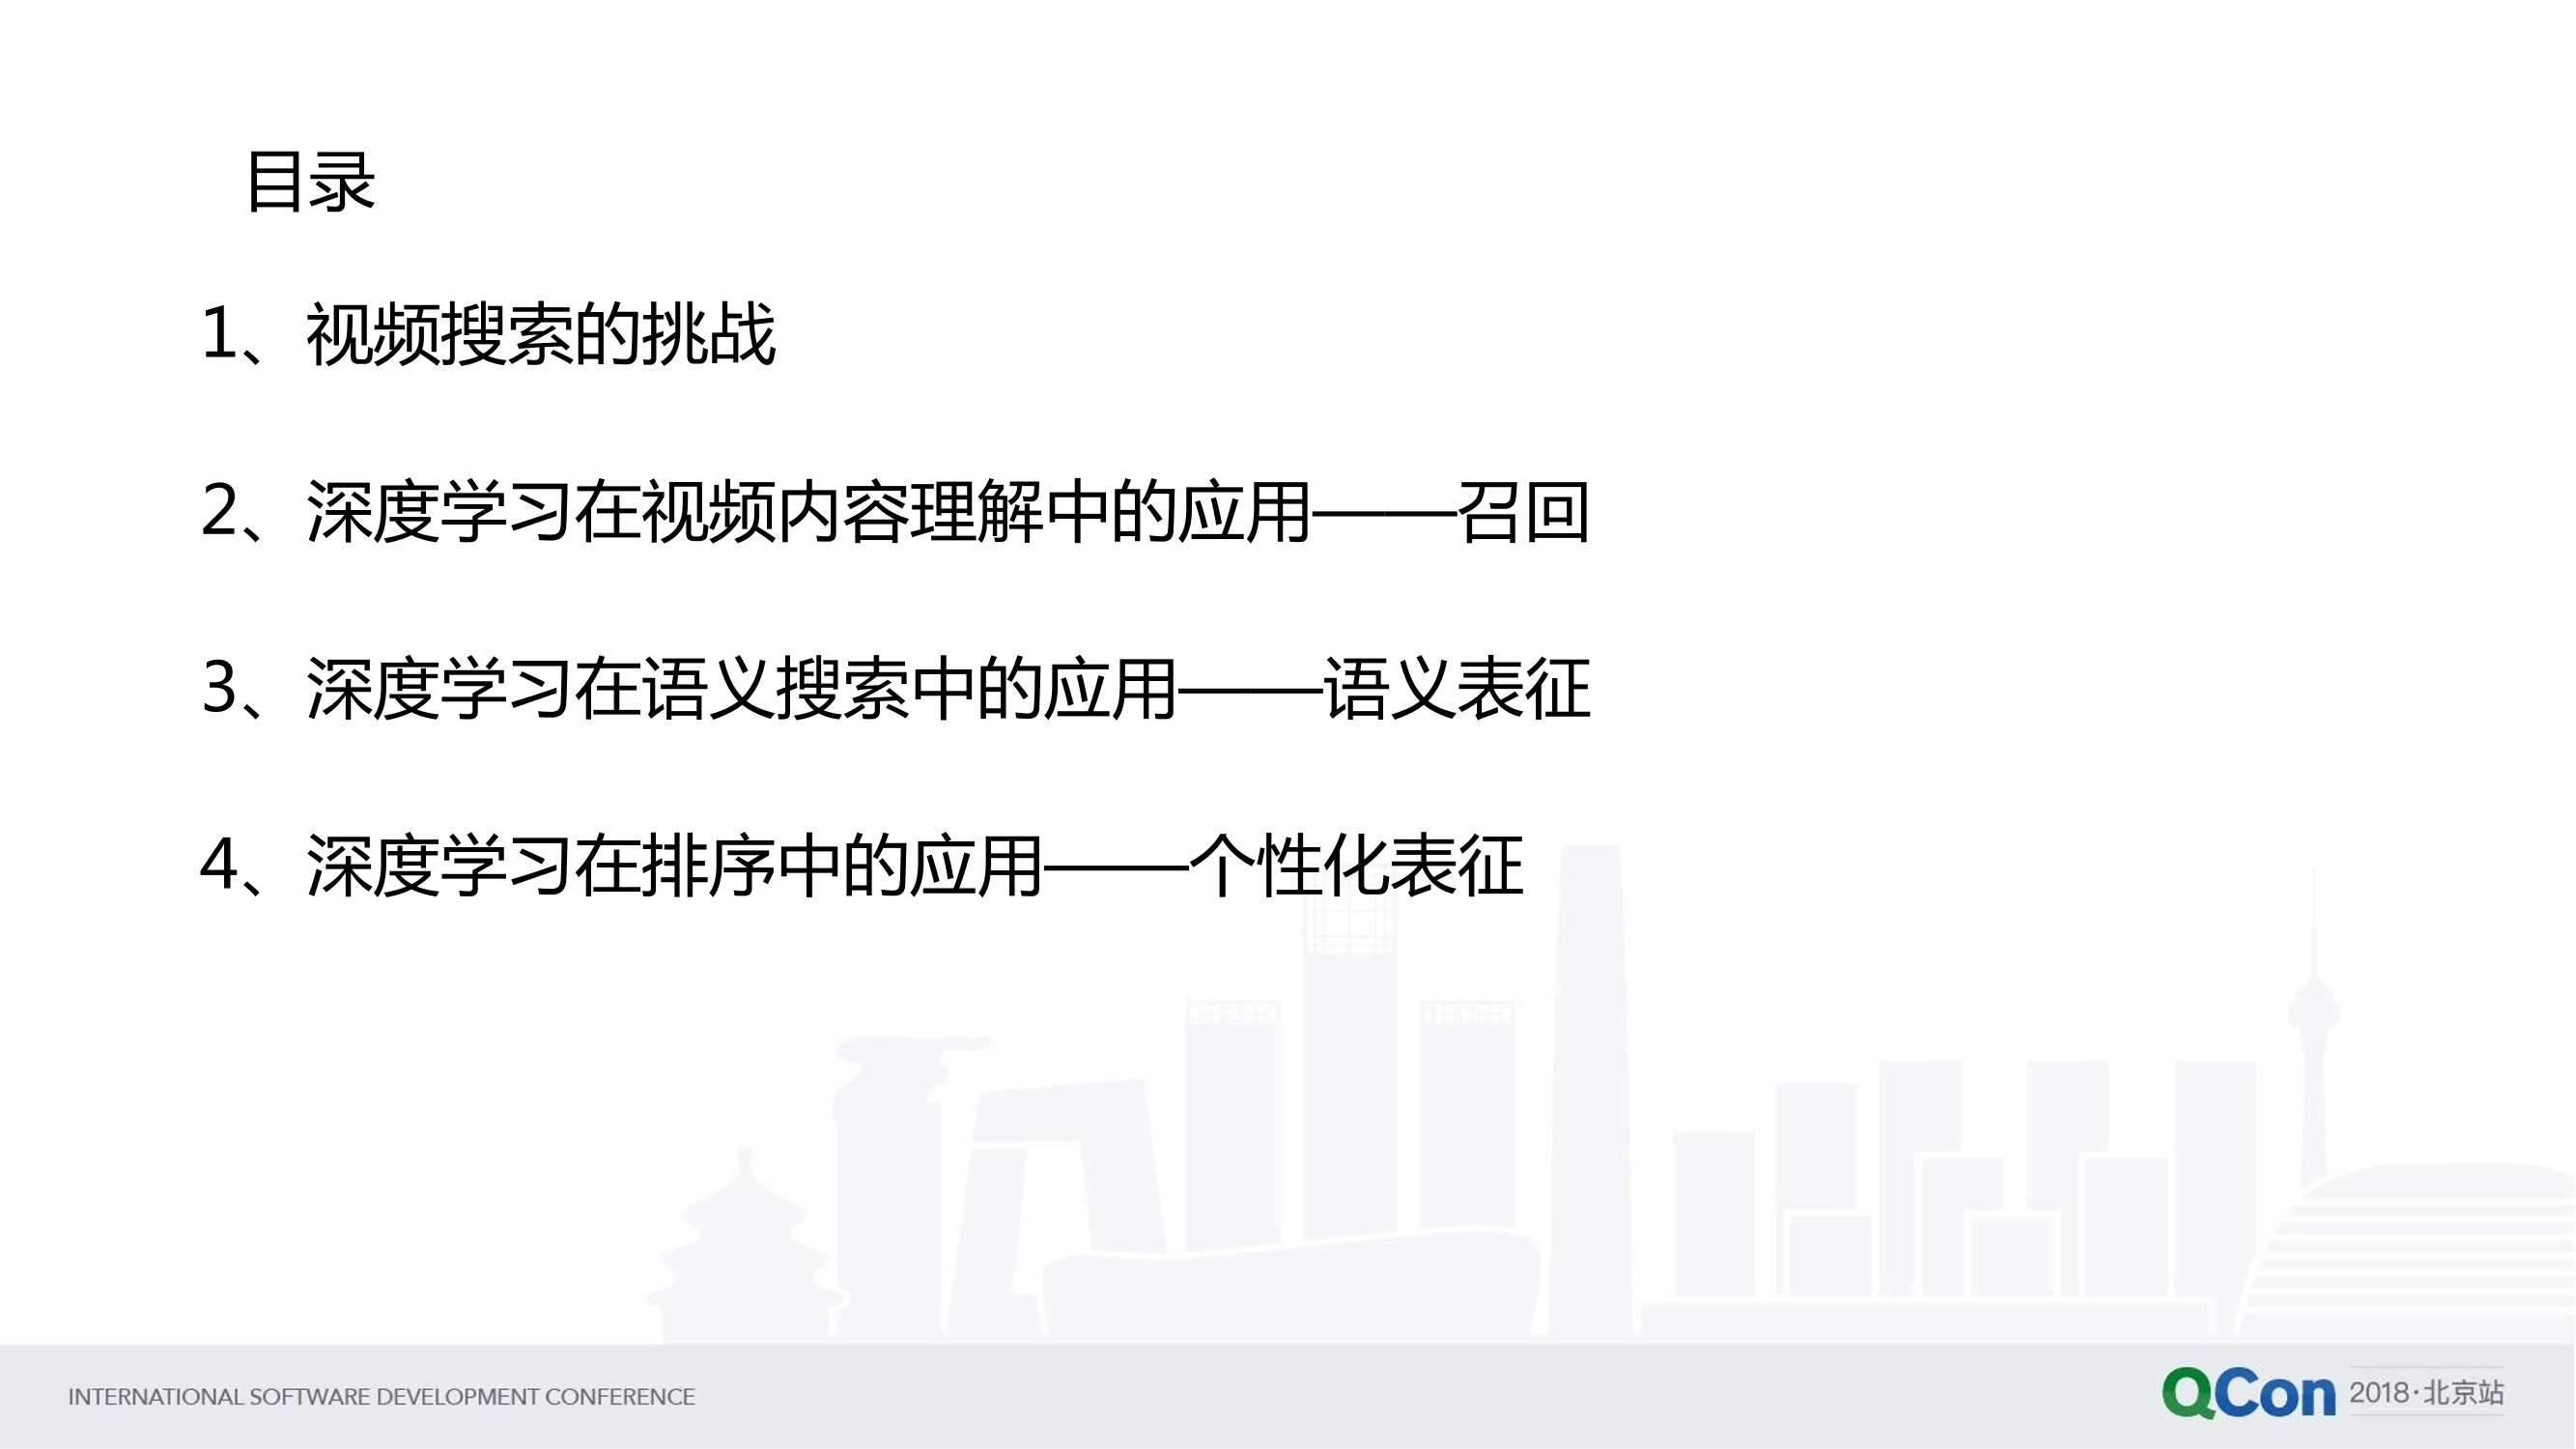 目录
1、视频搜索的挑战
2、深度学习在视频内容理解中的应用——召回
3、深度学习在语义搜索中的应用——语义表征
4、深度学习在排序中的应用——个性化表征
INTERNATIONAL SOFTWARE DEVELOPMENT CONFERENCE
QCon 2018·北京站